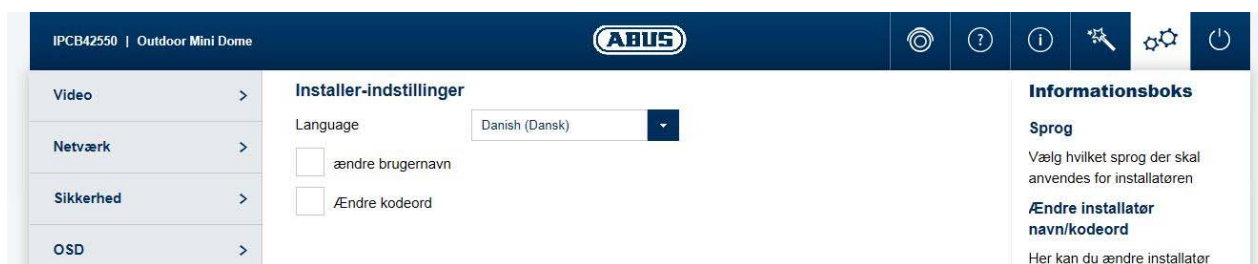 IPCB42550 | Outdoor Mini Dome
ABUS
Video
Netværk
Sikkerhed
OSD
Installer-indstillinger
Language
Danish (Dansk)
ændre brugernavn
Ændre kodeord
Informationsboks
Sprog
Vælg hvilket sprog der skal
anvendes for installatøren
Ændre installatør
navn/kodeord
Her kan du ændre installatør